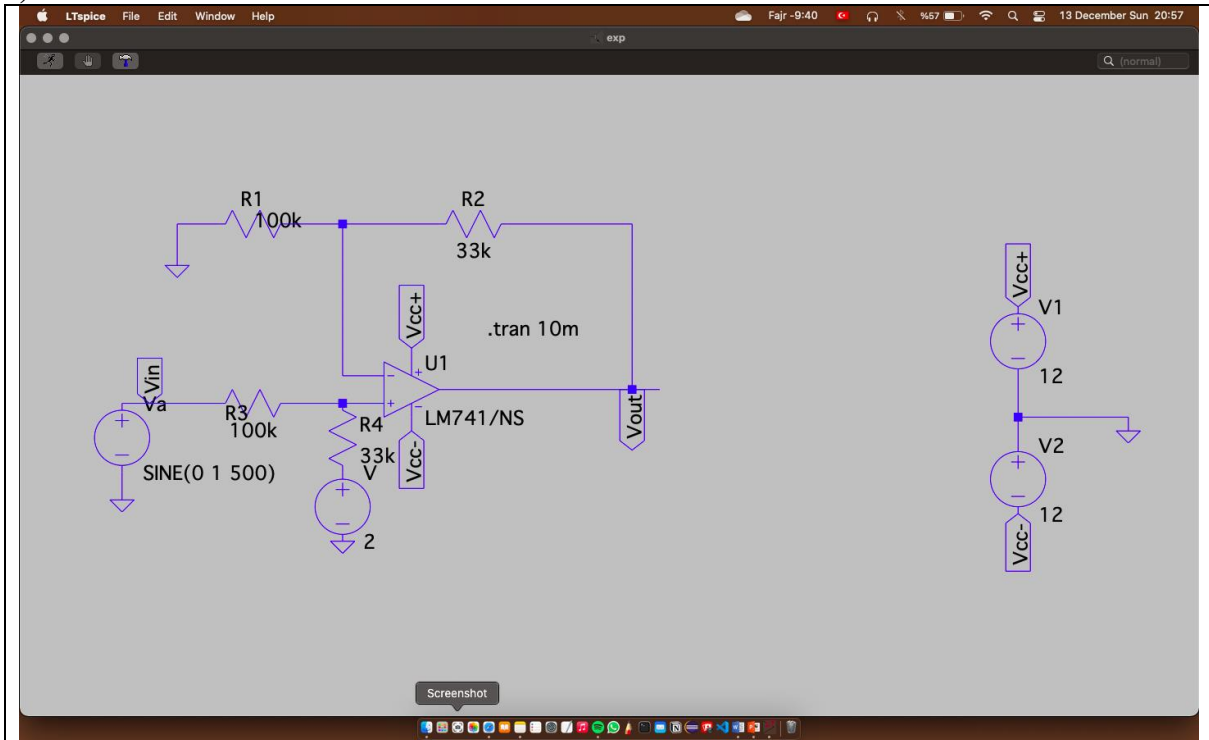 LTspice File Edit Window Help Fajr -9:40 %57 13 December Sun 20:57
exp
(normal)
R1
100k
R2
33k
Vcc+
.tran 10m
U1
LM741/NS
Vin
Va
R3
100k
R4
33k
Vcc-
Vout
SINE(0 1 500)
V
2
Vcc+
V1
12
V2
12
Vcc-
Screenshot